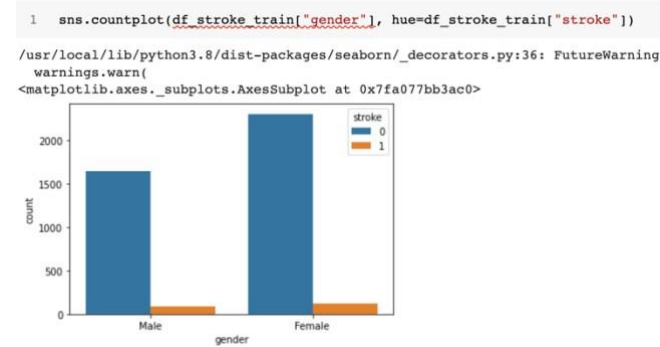 1 sns.countplot(df_stroke_train["gender"], hue=df_stroke_train["stroke"])
/usr/local/lib/python3.8/dist-packages/seaborn/_decorators.py:36: FutureWarning
warnings.warn(
<matplotlib.axes._subplots.AxesSubplot at 0x7fa077bb3ac0>
stroke
0
1
2000
1500
1000
500
0
count
Male Female
gender